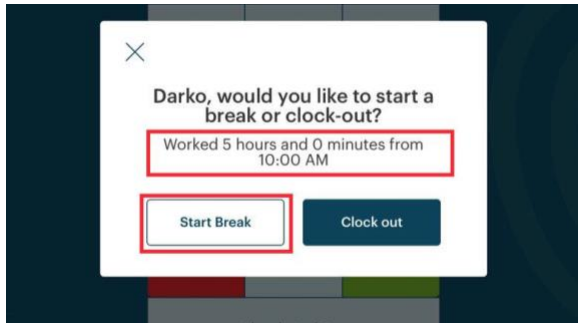 Darko, would you like to start a
break or clock-out?
Worked 5 hours and 0 minutes from
10:00 AM
Start Break
Clock out